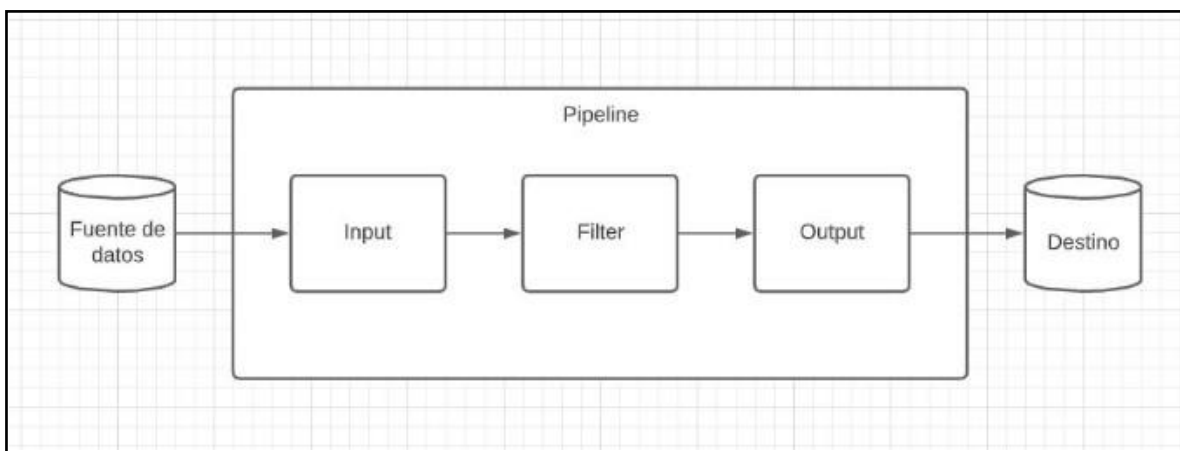 Pipeline
Fuente de
datos
Input
Filter
Output
Destino